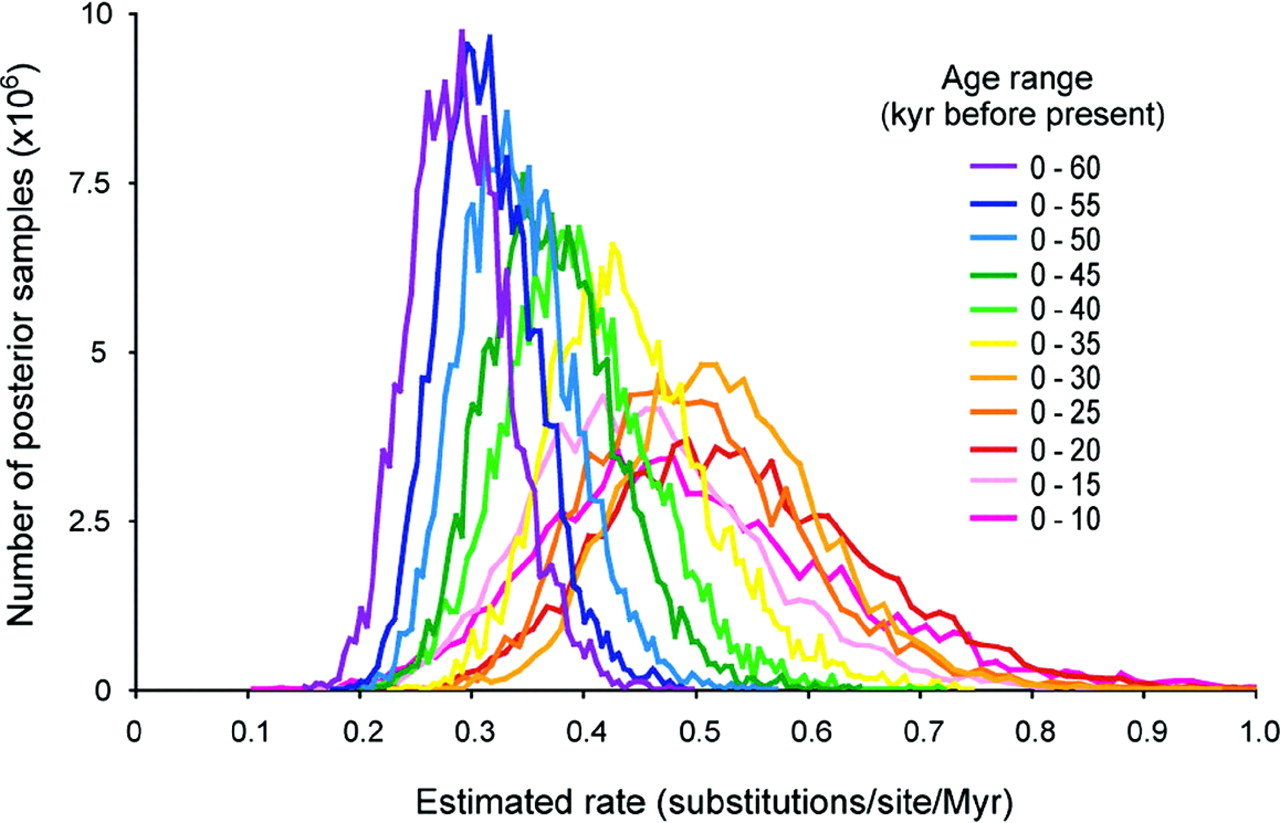 Number of posterior samples (x10⁶)
10
7.5
5
2.5
0
Age range
(kyr before present)
0 - 60
0 - 55
0 - 50
0 - 45
0 - 40
0 - 35
0 - 30
0 - 25
0 - 20
0 - 15
0 - 10
0 0.1 0.2 0.3 0.4 0.5 0.6 0.7 0.8 0.9 1.0
Estimated rate (substitutions/site/Myr)